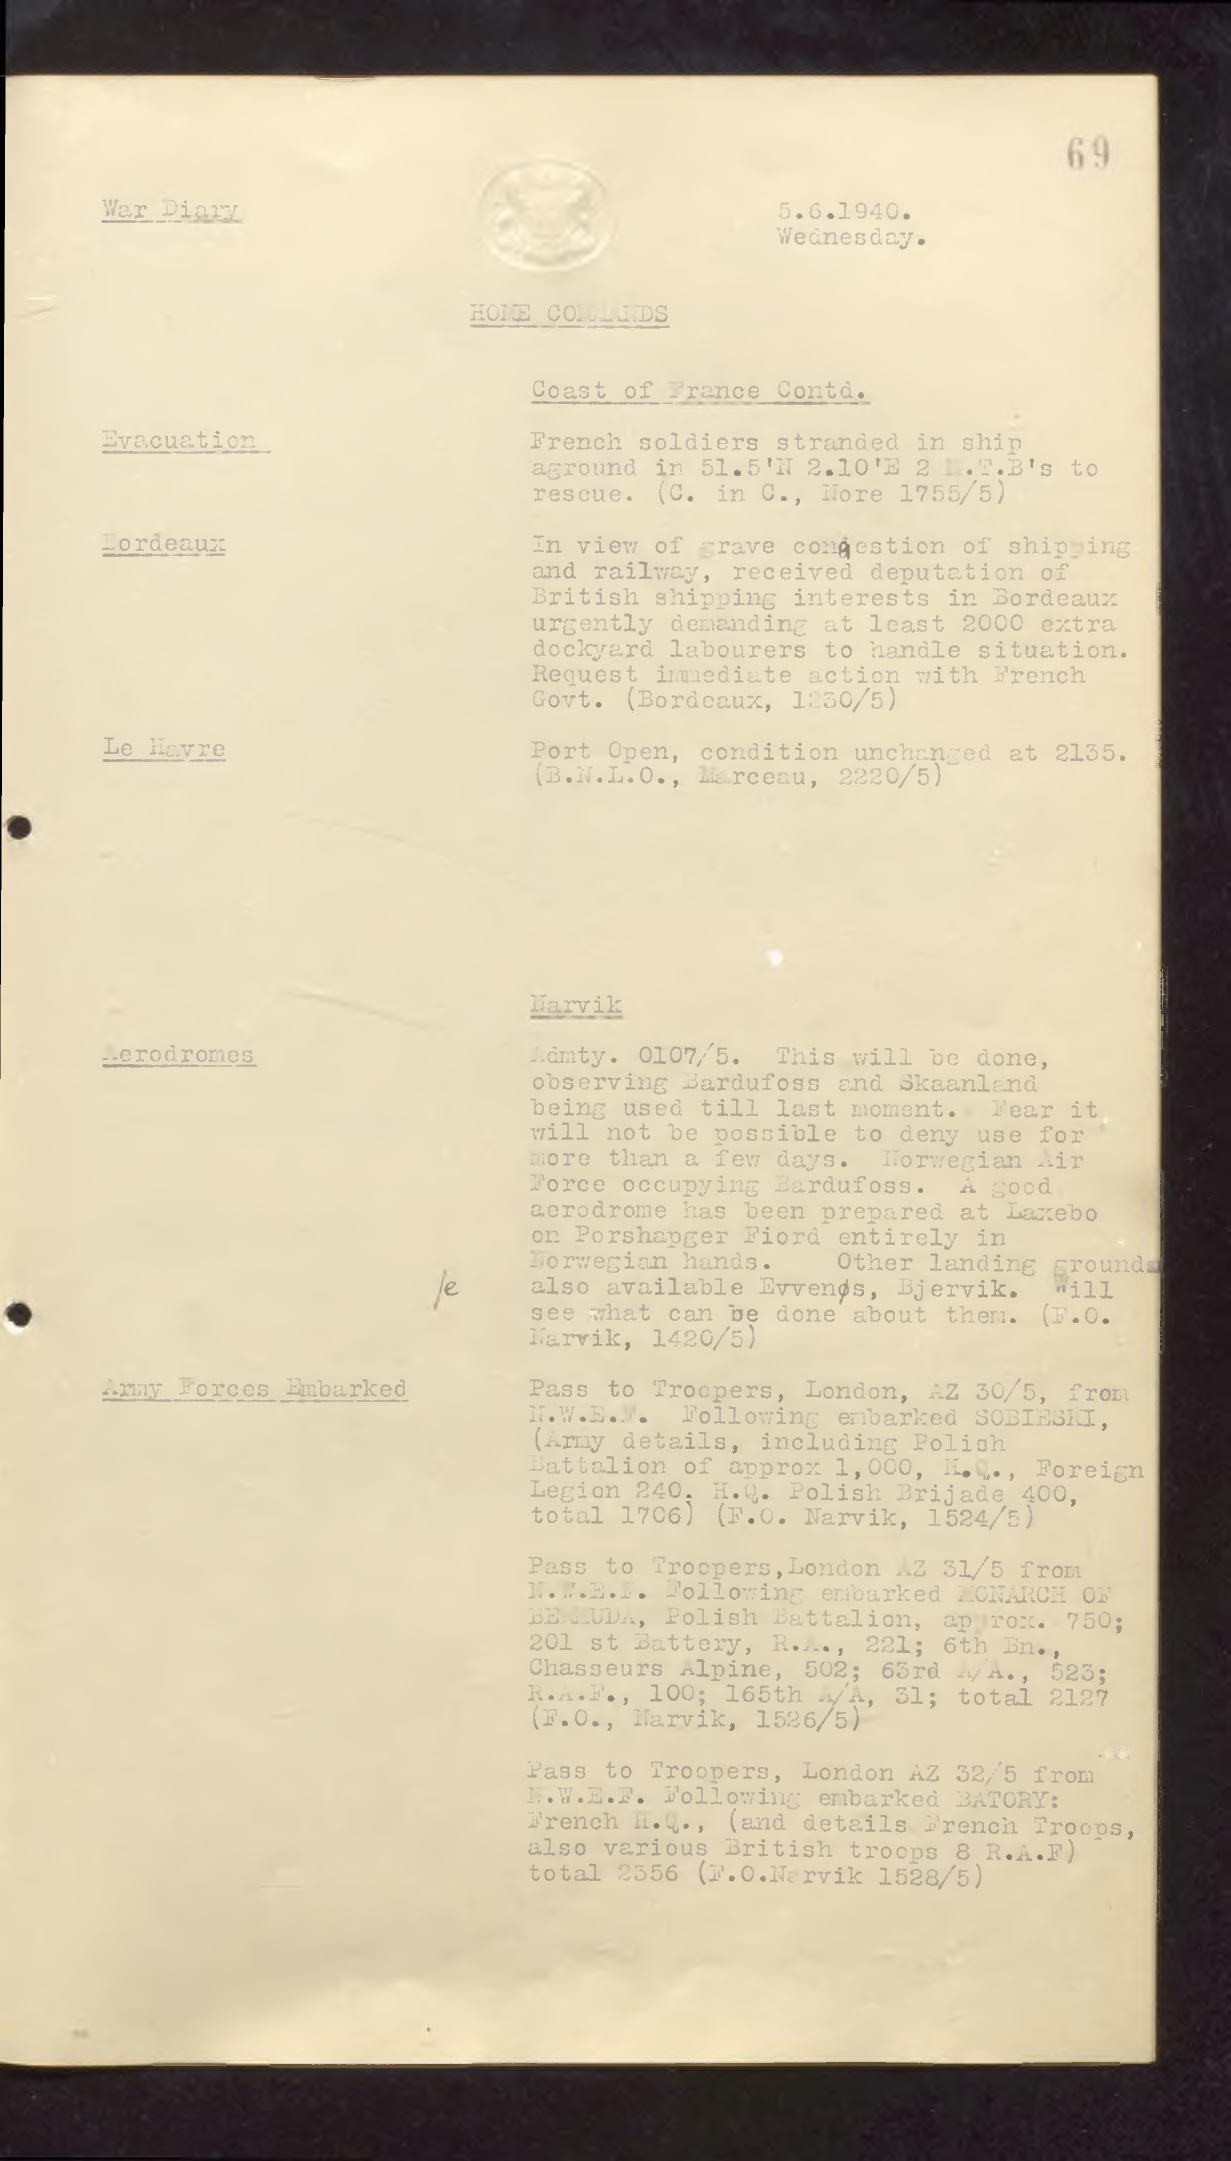 69
War Diary
5.6.1940.
Wednesday.
HOME COMMANDS
Coast of France Contd.
Evacuation
French soldiers stranded in ship
aground in 51.5'N 2.10'E 2 M.T.B's to
rescue. (C. in C., Nore 1755/5)
Bordeaux
In view of grave congestion of shipping
and railway, received deputation of
British shipping interests in Bordeaux
urgently demanding at least 2000 extra
dockyard labourers to handle situation.
Request immediate action with French
Govt. (Bordeaux, 1230/5)
Le Havre
Port Open, condition unchanged at 2135.
(B.N.L.O., Marceau, 2220/5)
Narvik
Aerodromes
Admty. 0107/5. This will be done,
observing Bardufoss and Skaanland
being used till last moment. Fear it
will not be possible to deny use for
more than a few days. Norwegian Air
Force occupying Bardufoss. A good
aerodrome has been prepared at Laxebo
on Porshapger Fiord entirely in
Norwegian hands. Other landing grounds
/e also available Evvenøs, Bjervik. Will
see what can be done about them. (F.O.
Narvik, 1420/5)
Army Forces Embarked
Pass to Troopers, London, AZ 30/5, from
N.W.E.F. Following embarked SOBIESKI,
(Army details, including Polish
Battalion of approx 1,000, H.Q., Foreign
Legion 240. H.Q. Polish Brijade 400,
total 1706) (F.O. Narvik, 1524/5)
Pass to Troopers,London AZ 31/5 from
N.W.E.F. Following embarked MONARCH OF
BERMUDA, Polish Battalion, approx. 750;
201 st Battery, R.A., 221; 6th Bn.,
Chasseurs Alpine, 502; 63rd A/A., 523;
R.A.F., 100; 165th A/A, 31; total 2127
(F.O., Narvik, 1526/5)
Pass to Troopers, London AZ 32/5 from
N.W.E.F. Following embarked BATORY:
French H.Q., (and details French Troops,
also various British troops 8 R.A.F)
total 2356 (F.O.Narvik 1528/5)